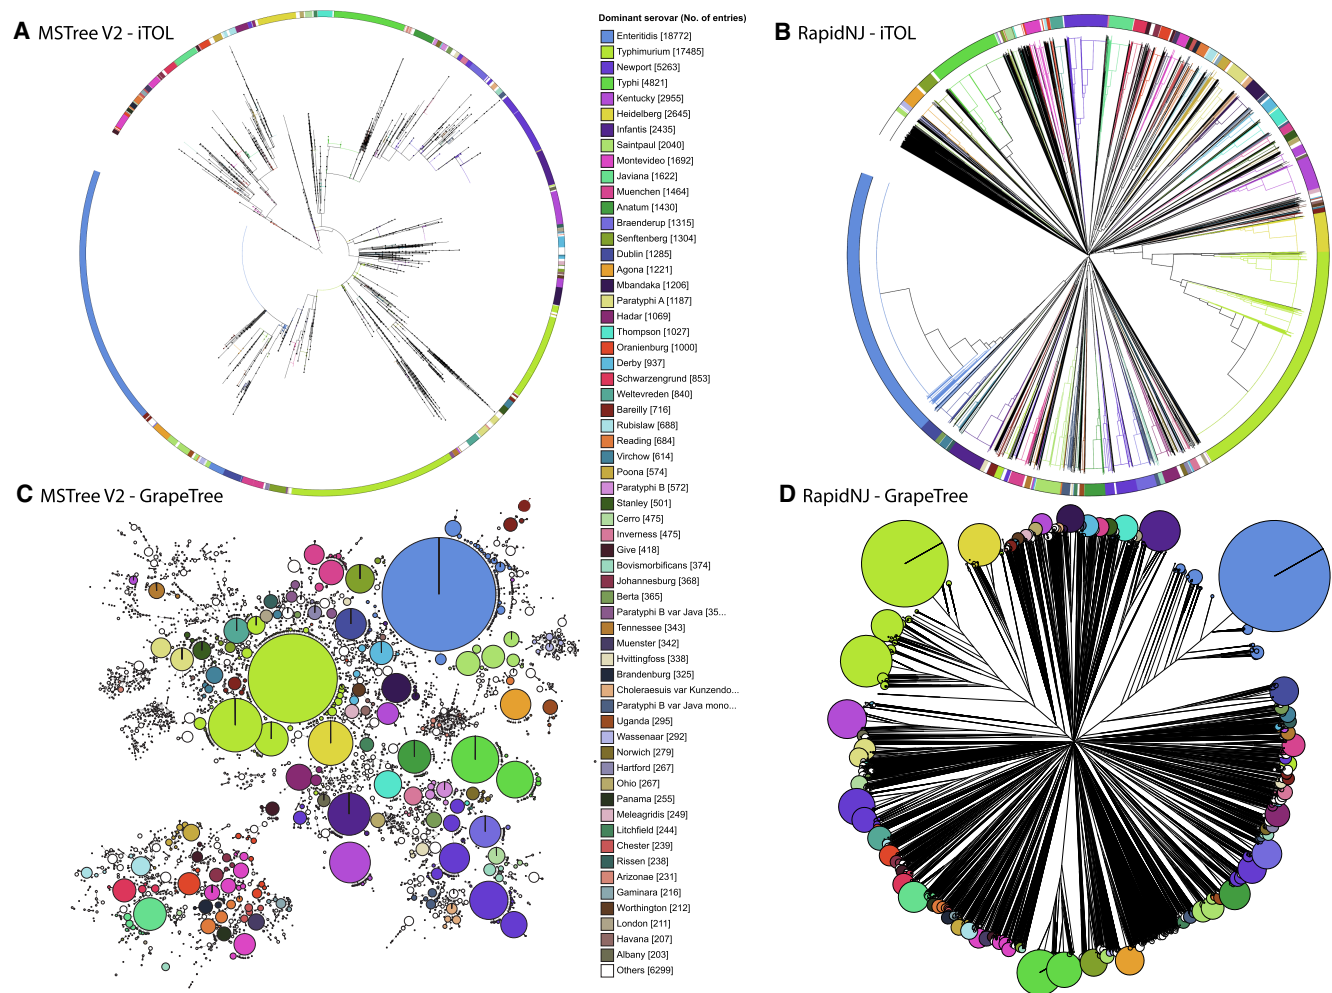 A MSTree V2 - iTOL
Dominant serovar (No. of entries)
B RapidNJ - iTOL
Enteritidis [18772]
Typhimurium [17485]
Newport [5263]
Typhi [4821]
Kentucky [2955]
Heidelberg [2645]
Infantis [2435]
Saintpaul [2040]
Montevideo [1692]
Javiana [1622]
Muenchen [1464]
Anatum [1430]
Braenderup [1315]
Senftenberg [1304]
Dublin [1285]
Agona [1221]
Mbandaka [1206]
Paratyphi A [1187]
Hadar [1069]
Thompson [1027]
Oranienburg [1000]
Derby [937]
Schwarzengrund [853]
Weltevreden [840]
Bareilly [716]
Rubislaw [688]
Reading [684]
Virchow [614]
Poona [574]
Paratyphi B [572]
Stanley [501]
Cerro [475]
Inverness [475]
Give [418]
Bovismorbificans [374]
Johannesburg [368]
Berta [365]
Paratyphi B var Java [35...
Tennessee [343]
Muenster [342]
Hvittingfoss [338]
Brandenburg [325]
Choleraesuis var Kunzendo...
Paratyphi B var Java mono...
Uganda [295]
Wassenaar [292]
Norwich [279]
Hartford [267]
Ohio [267]
Panama [255]
Meleagridis [249]
Litchfield [244]
Chester [239]
Rissen [238]
Arizonae [231]
Gaminara [216]
Worthington [212]
London [211]
Havana [207]
Albany [203]
Others [6299]
C MSTree V2 - GrapeTree
D RapidNJ - GrapeTree